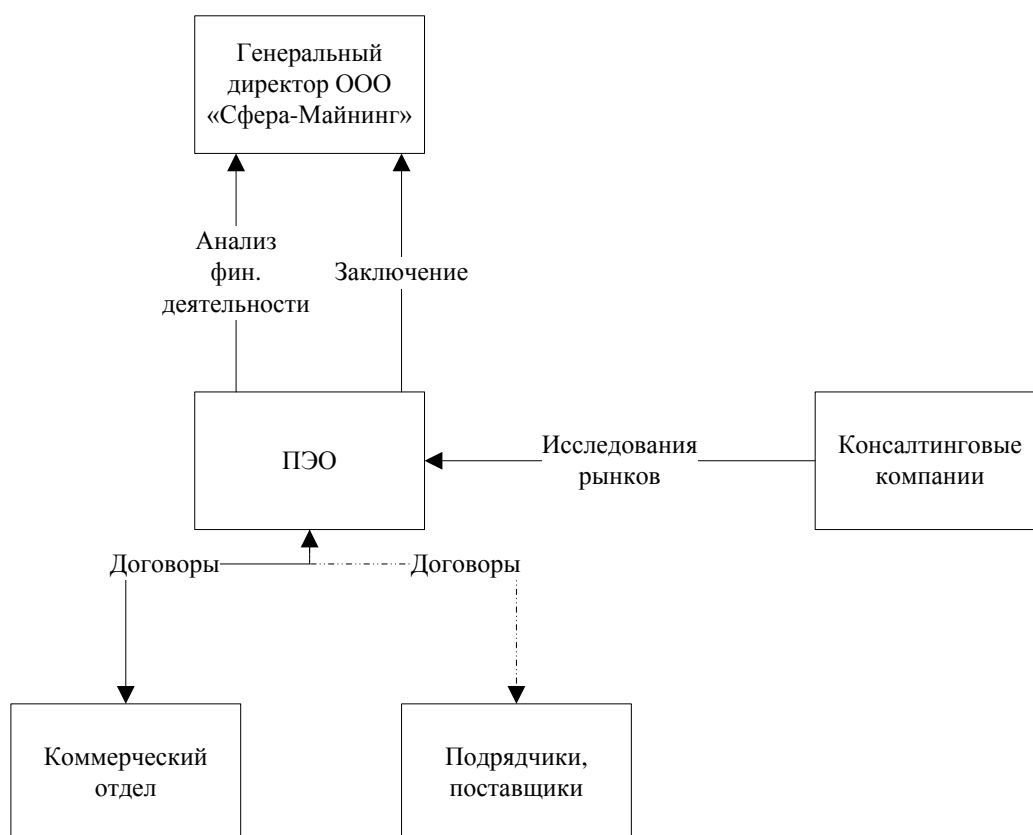 Генеральный
директор ООО
«Сфера-Майнинг»
Анализ
фин.
деятельности
Заключение
ПЭО
Исследования
рынков
Консалтинговые
компании
Договоры
Договоры
Коммерческий
отдел
Подрядчики,
поставщики